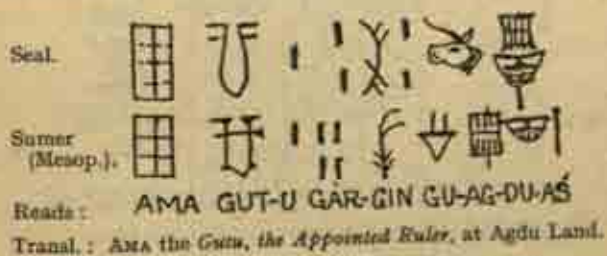 Seal.
Sumer
(Mesop.).
Reads: AMA GUT-U GÀR-GIN GU-AG-DU-AŚ
Transl.: AMA the Gutu, the Appointed Ruler, at Agdu Land.